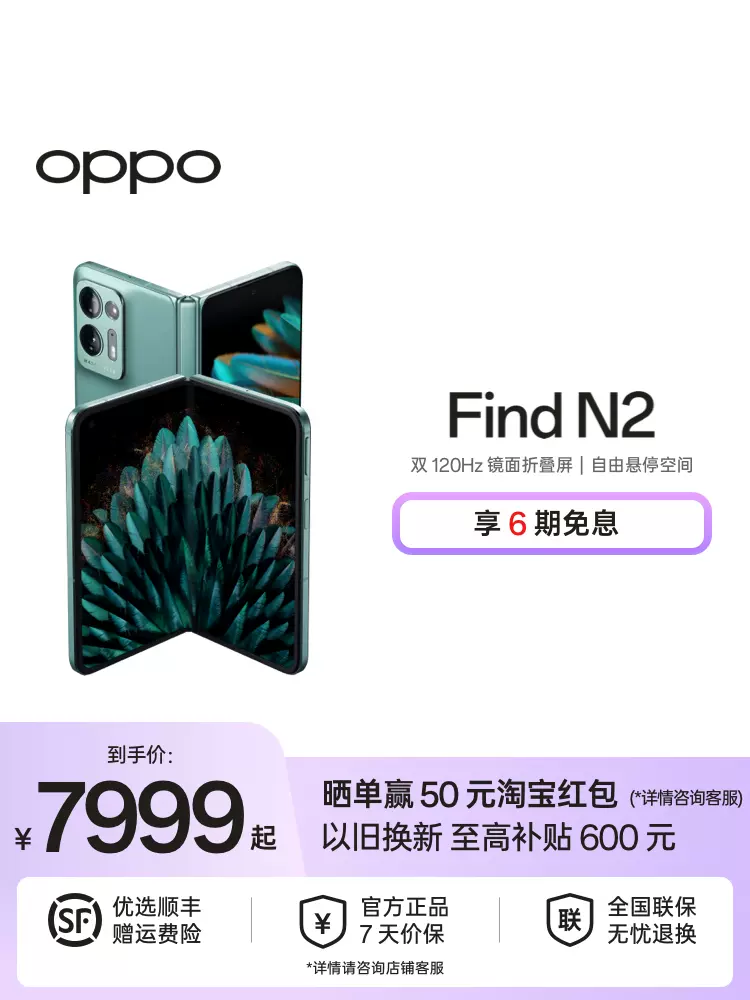 oppo
Find N2
双 120Hz 镜面折叠屏 | 自由悬停空间
享 6 期免息
到手价:
¥ 7999 起
晒单赢 50 元淘宝红包 (*详情咨询客服)
以旧换新 至高补贴 600 元
SF
优选顺丰
赠运费险
¥
官方正品
7 天价保
联
全国联保
无忧退换
*详情请咨询店铺客服